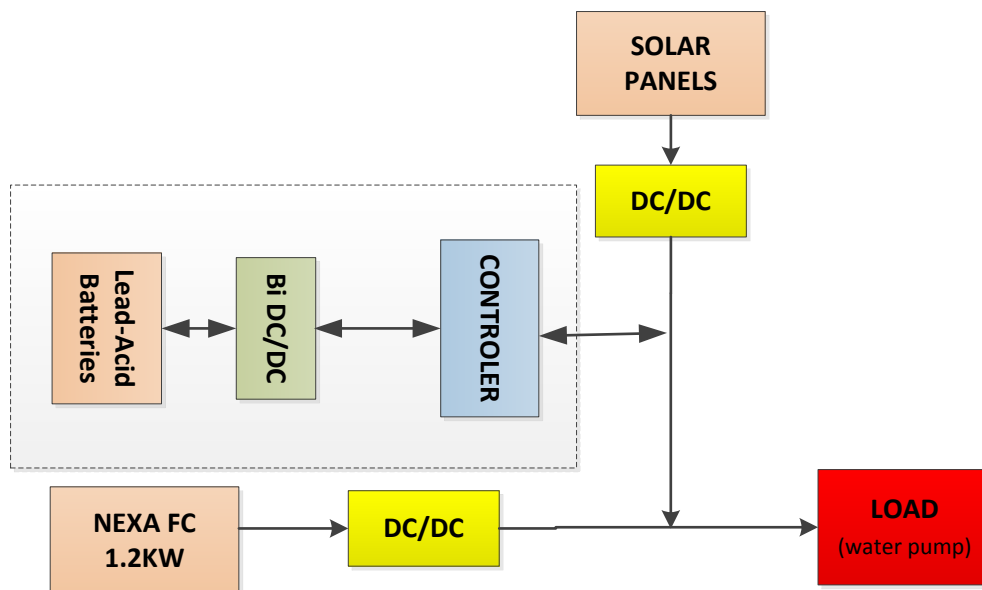 SOLAR
PANELS
DC/DC
Lead-Acid
Batteries
Bi DC/DC
CONTROLER
NEXA FC
1.2KW
DC/DC
LOAD
(water pump)